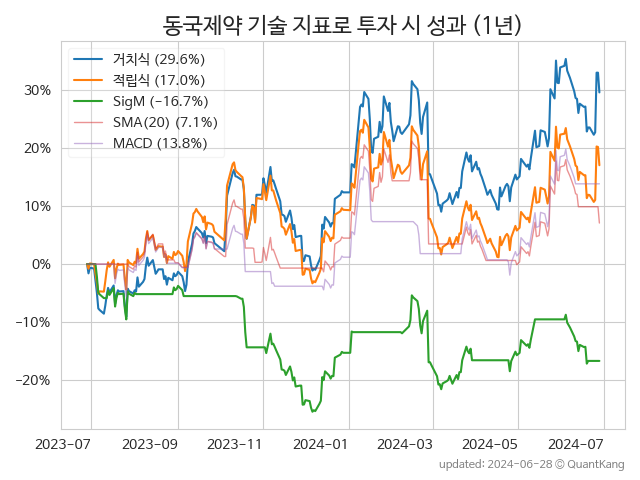 동국제약 기술 지표로 투자 시 성과 (1년)
거치식 (29.6%)
적립식 (17.0%)
SigM (−16.7%)
SMA(20) (7.1%)
MACD (13.8%)
30%
20%
10%
0%
−10%
−20%
2023-07 2023-09 2023-11 2024-01 2024-03 2024-05 2024-07
updated: 2024-06-28 © QuantKang